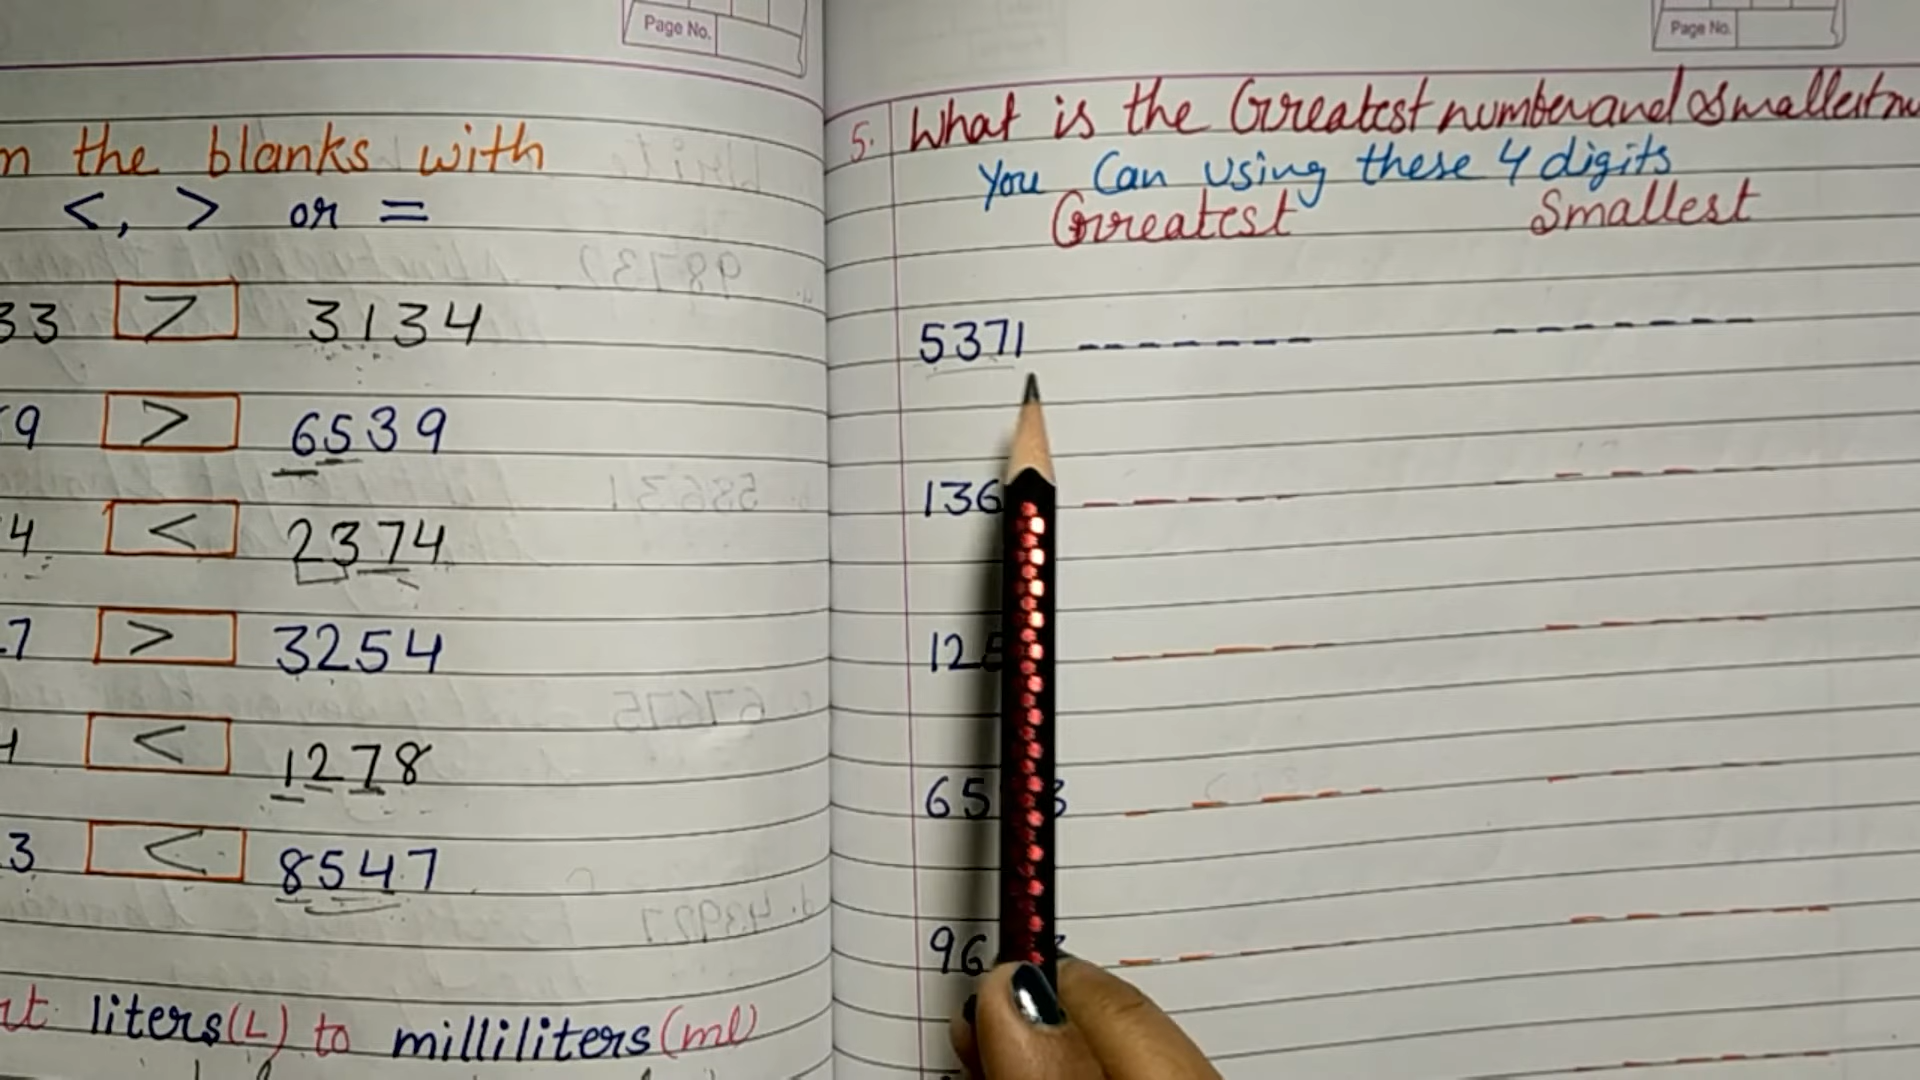 Page No.
n the blanks with
<, > or =
33 > 3134
9 > 6539
4 < 2374
7 > 3254
< 1278
3 < 8547
liters(L) to milliliters(ml)
Page No.
5. What is the Greatest number and Smallest nu
You Can using these 4 digits
Greatest Smallest
5371
136
12
65 3
96